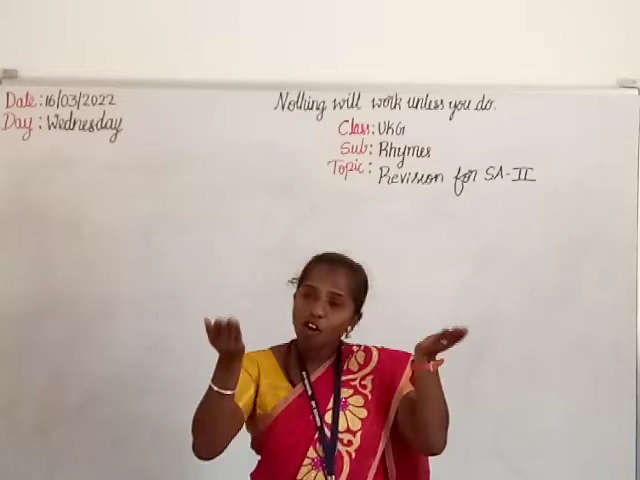 Date: 16/03/2022
Day: Wednesday
Nothing will work unless you do.
Class: UKG
Sub: Rhymes
Topic: Revision for SA-II